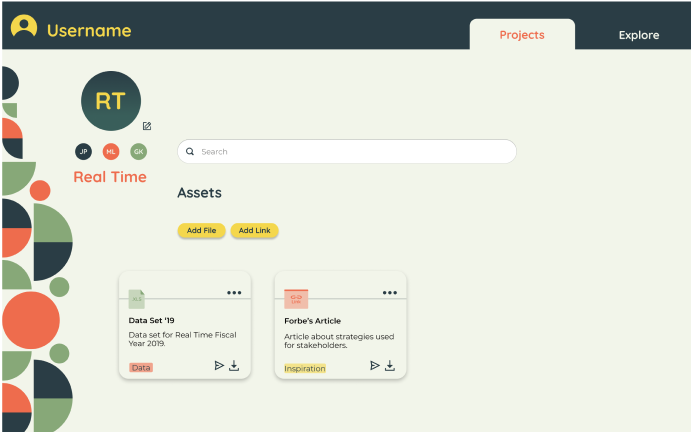 Username
Projects
Explore
RT
JP
ML
GK
Real Time
Search
Assets
Add File
Add Link
Data Set ‘19
Data set for Real Time Fiscal
Year 2019.
Data
Forbe’s Article
Article about strategies used
for stakeholders.
Inspiration